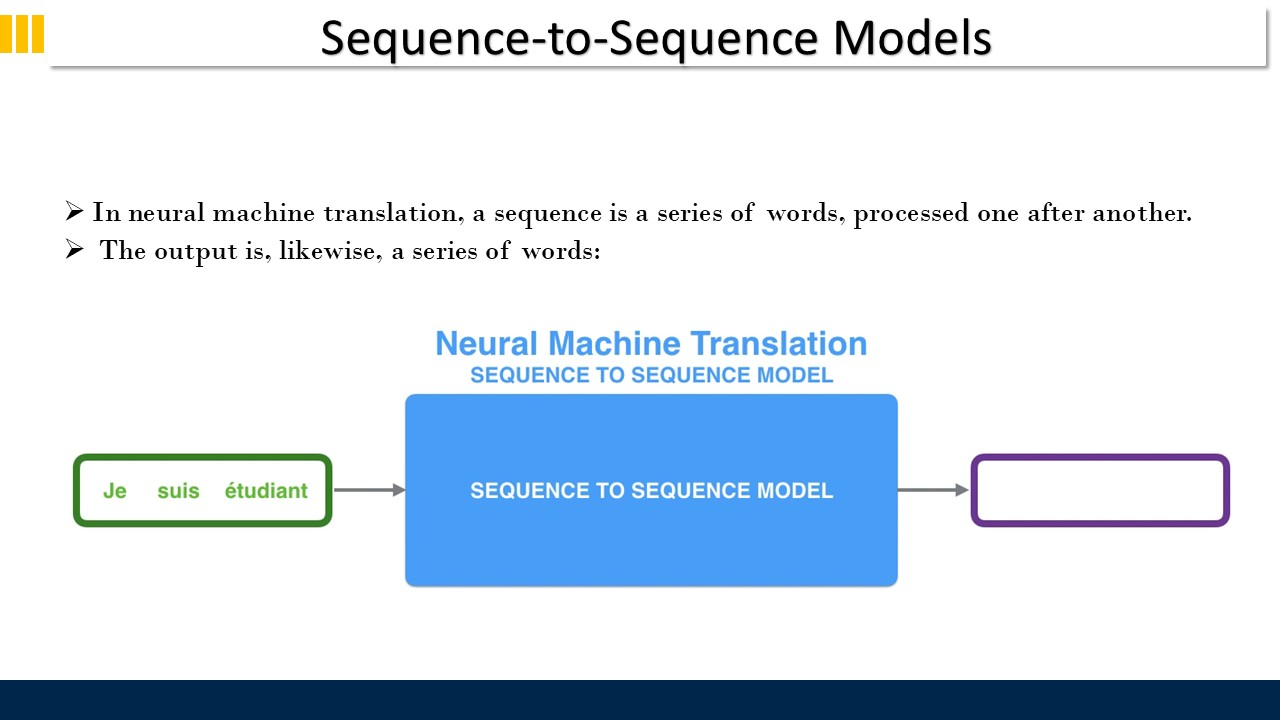 Sequence-to-Sequence Models
➢ In neural machine translation, a sequence is a series of words, processed one after another.
➢ The output is, likewise, a series of words:
Neural Machine Translation
SEQUENCE TO SEQUENCE MODEL
Je suis étudiant
SEQUENCE TO SEQUENCE MODEL